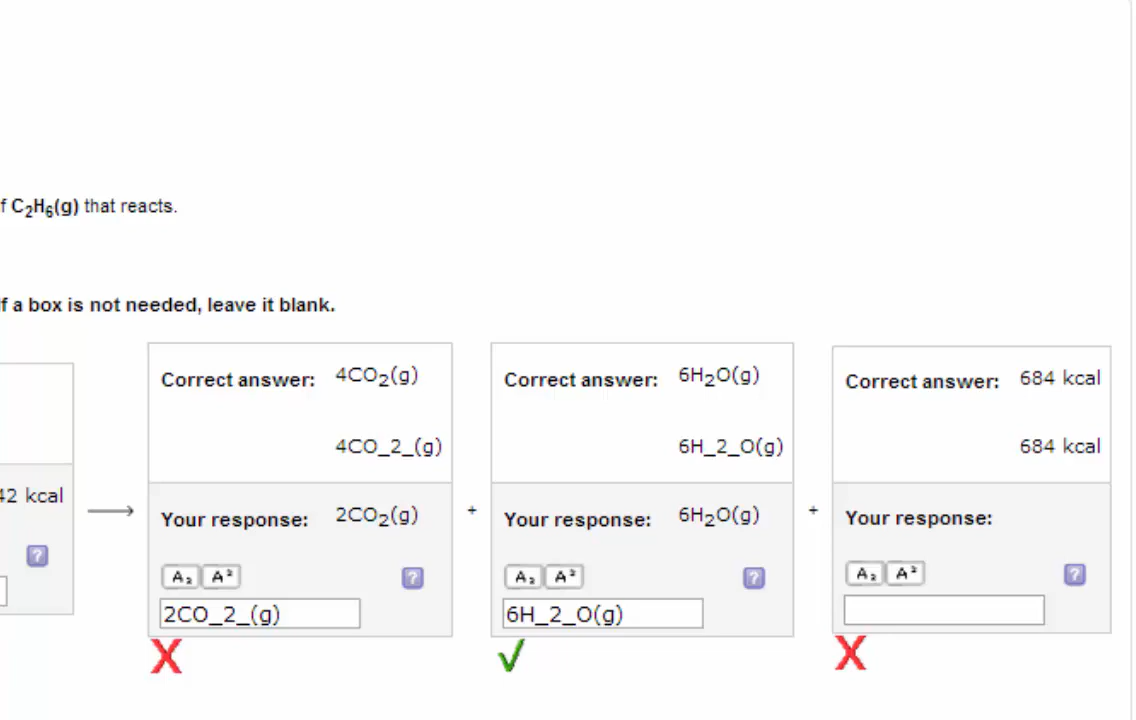 f C₂H₆(g) that reacts.
If a box is not needed, leave it blank.
Correct answer: 4CO₂(g)
4CO_2_(g)
Correct answer: 6H₂O(g)
6H_2_O(g)
Correct answer: 684 kcal
684 kcal
42 kcal
⟶
Your response: 2CO₂(g)
A₂ A² ?
2CO_2_(g)
X
+
Your response: 6H₂O(g)
A₂ A² ?
6H_2_O(g)
√
+
Your response:
A₂ A² ?
X
?